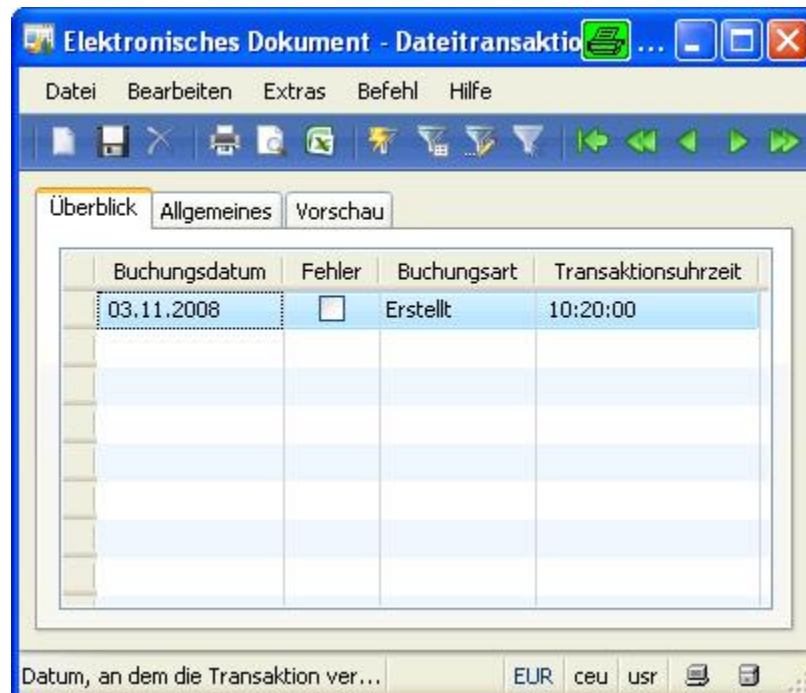 Elektronisches Dokument - Dateitransaktio ...
Datei Bearbeiten Extras Befehl Hilfe
Überblick Allgemeines Vorschau
Buchungsdatum Fehler Buchungsart Transaktionsuhrzeit
03.11.2008 Erstellt 10:20:00
Datum, an dem die Transaktion ver... EUR ceu usr